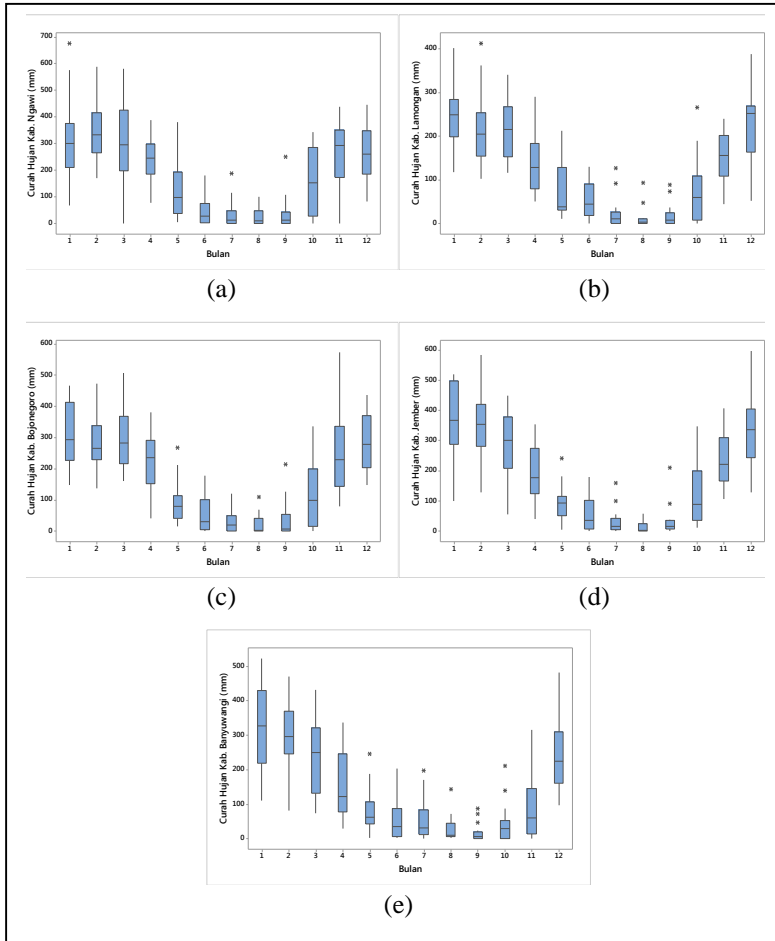 Curah Hujan Kab. Ngawi (mm)
700
600
500
400
300
200
100
0
1 2 3 4 5 6 7 8 9 10 11 12
Bulan
(a)
Curah Hujan Kab. Lamongan (mm)
400
300
200
100
0
1 2 3 4 5 6 7 8 9 10 11 12
Bulan
(b)
Curah Hujan Kab. Bojonegoro (mm)
600
500
400
300
200
100
0
1 2 3 4 5 6 7 8 9 10 11 12
Bulan
(c)
Curah Hujan Kab. Jember (mm)
600
500
400
300
200
100
0
1 2 3 4 5 6 7 8 9 10 11 12
Bulan
(d)
Curah Hujan Kab. Banyuwangi (mm)
500
400
300
200
100
0
1 2 3 4 5 6 7 8 9 10 11 12
Bulan
(e)